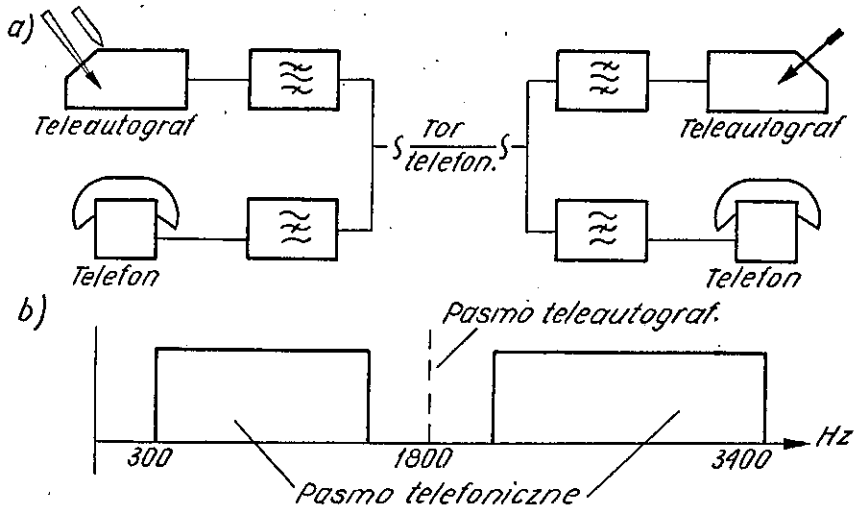 a)
Teleautograf
Tor
telefon.
Teleautograf
Telefon
Telefon
b)
Pasmo teleautograf.
300
1800
3400
Hz
Pasmo telefoniczne